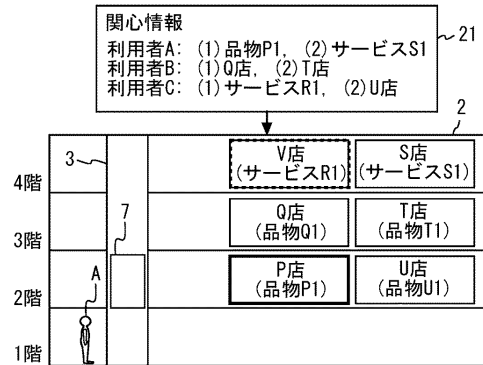 関心情報
利用者A: (1)品物P1, (2)サービスS1
利用者B: (1)Q店, (2)T店
利用者C: (1)サービスR1, (2)U店
21
2
3
V店
(サービスR1)
S店
(サービスS1)
4階
7
Q店
(品物Q1)
T店
(品物T1)
3階
A
P店
(品物P1)
U店
(品物U1)
2階
1階